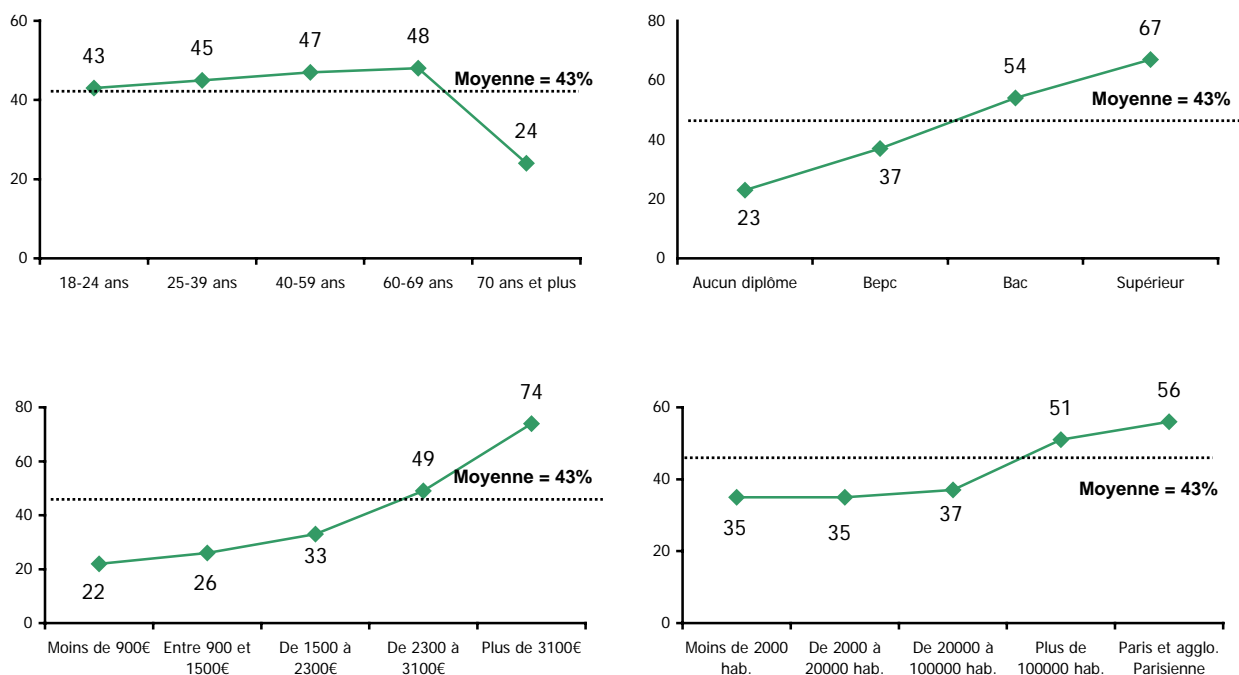 60
40
20
0
43
45
47
48
24
Moyenne = 43%
18-24 ans
25-39 ans
40-59 ans
60-69 ans
70 ans et plus
80
60
40
20
0
23
37
54
67
Moyenne = 43%
Aucun diplôme
Bepc
Bac
Supérieur
80
60
40
20
0
22
26
33
49
74
Moyenne = 43%
Moins de 900€
Entre 900 et
1500€
De 1500 à
2300€
De 2300 à
3100€
Plus de 3100€
60
40
20
0
35
35
37
51
56
Moyenne = 43%
Moins de 2000
hab.
De 2000 à
20000 hab.
De 20000 à
100000 hab.
Plus de
100000 hab.
Paris et agglo.
Parisienne